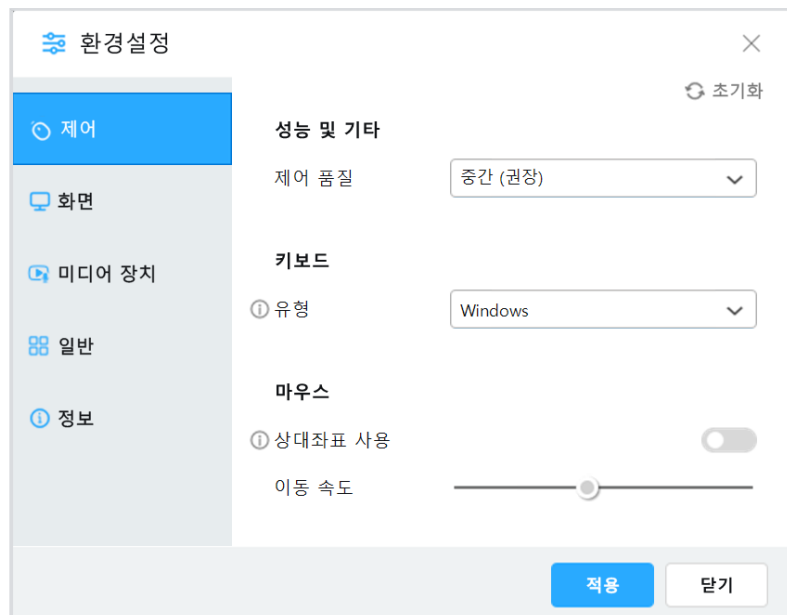 환경설정
초기화
제어
화면
미디어 장치
일반
정보
성능 및 기타
제어 품질 중간 (권장)
키보드
유형 Windows
마우스
상대좌표 사용
이동 속도
적용 닫기